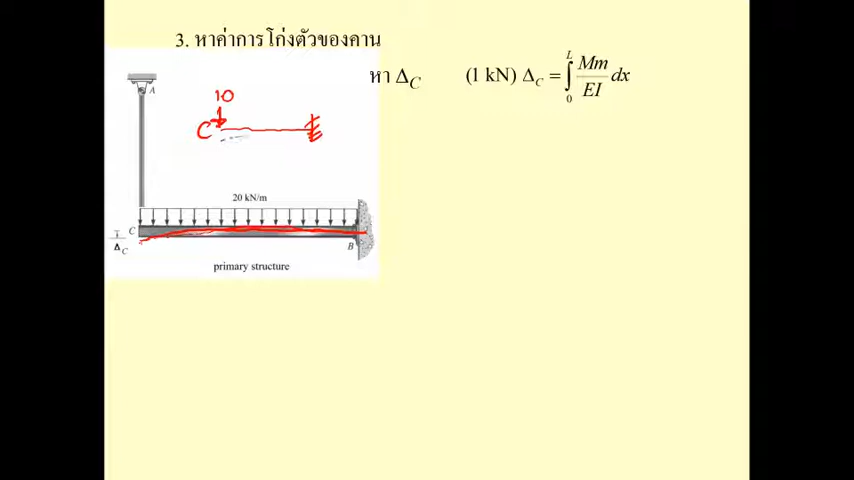 3. หาค่าการโก่งตัวของคาน
หา Δ_C (1 kN) Δ_C = ∫_0^L Mm/EI dx
A
10
C
20 kN/m
C
Δ_C
B
primary structure